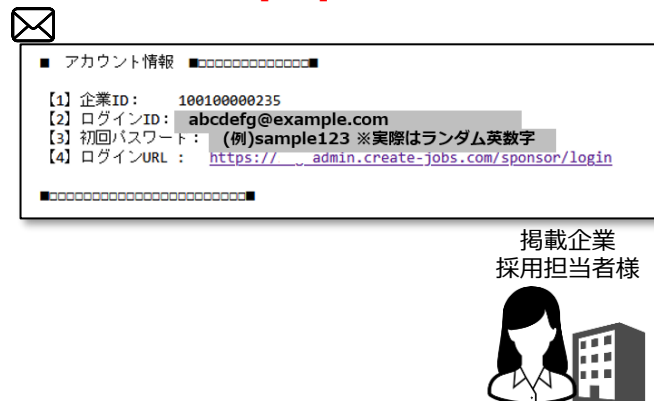 ■ アカウント情報 ■□□□□□□□□□□□□□■
【1】企業ID： 100100000235
【2】ログインID： abcdefg@example.com
【3】初回パスワード： (例)sample123 ※実際はランダム英数字
【4】ログインURL ： https:// admin.create-jobs.com/sponsor/login
■□□□□□□□□□□□□□□□□□□□□□□□■
掲載企業
採用担当者様